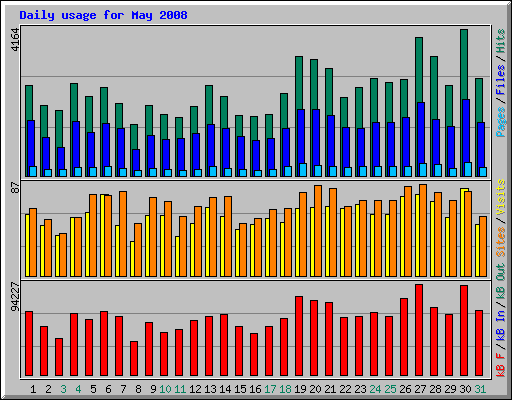 Daily usage for May 2008
4164
Pages / Files / Hits
87
Sites / Visits
94227
kB F / kB In / kB Out
1 2 3 4 5 6 7 8 9 10 11 12 13 14 15 16 17 18 19 20 21 22 23 24 25 26 27 28 29 30 31